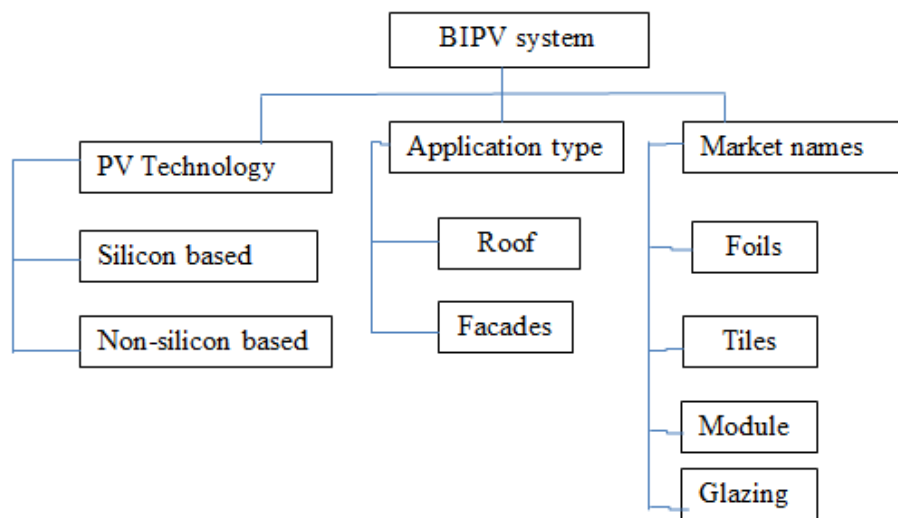 BIPV system
PV Technology
Silicon based
Non-silicon based
Application type
Roof
Facades
Market names
Foils
Tiles
Module
Glazing